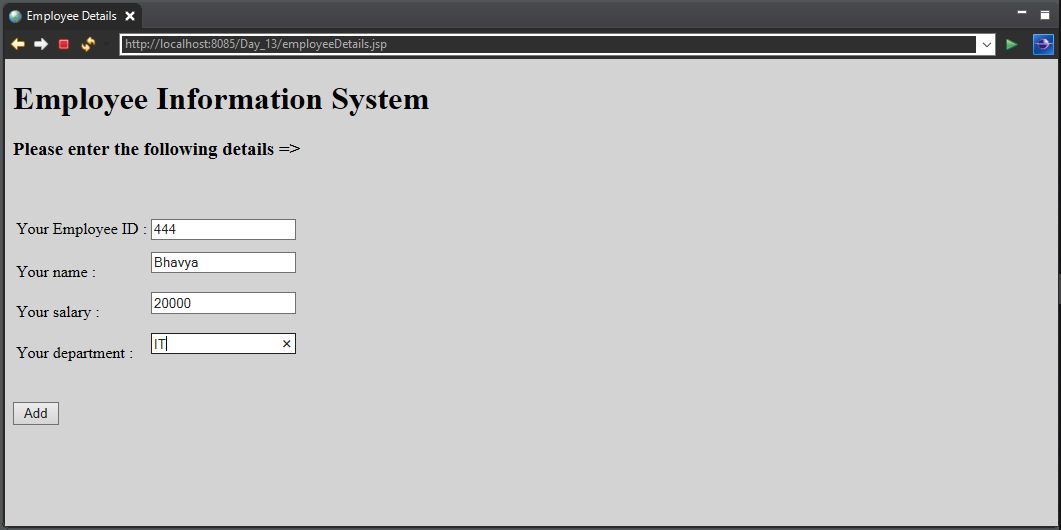 Employee Details
http://localhost:8085/Day_13/employeeDetails.jsp
Employee Information System
Please enter the following details =>
Your Employee ID : 444
Your name : Bhavya
Your salary : 20000
Your department : IT
Add